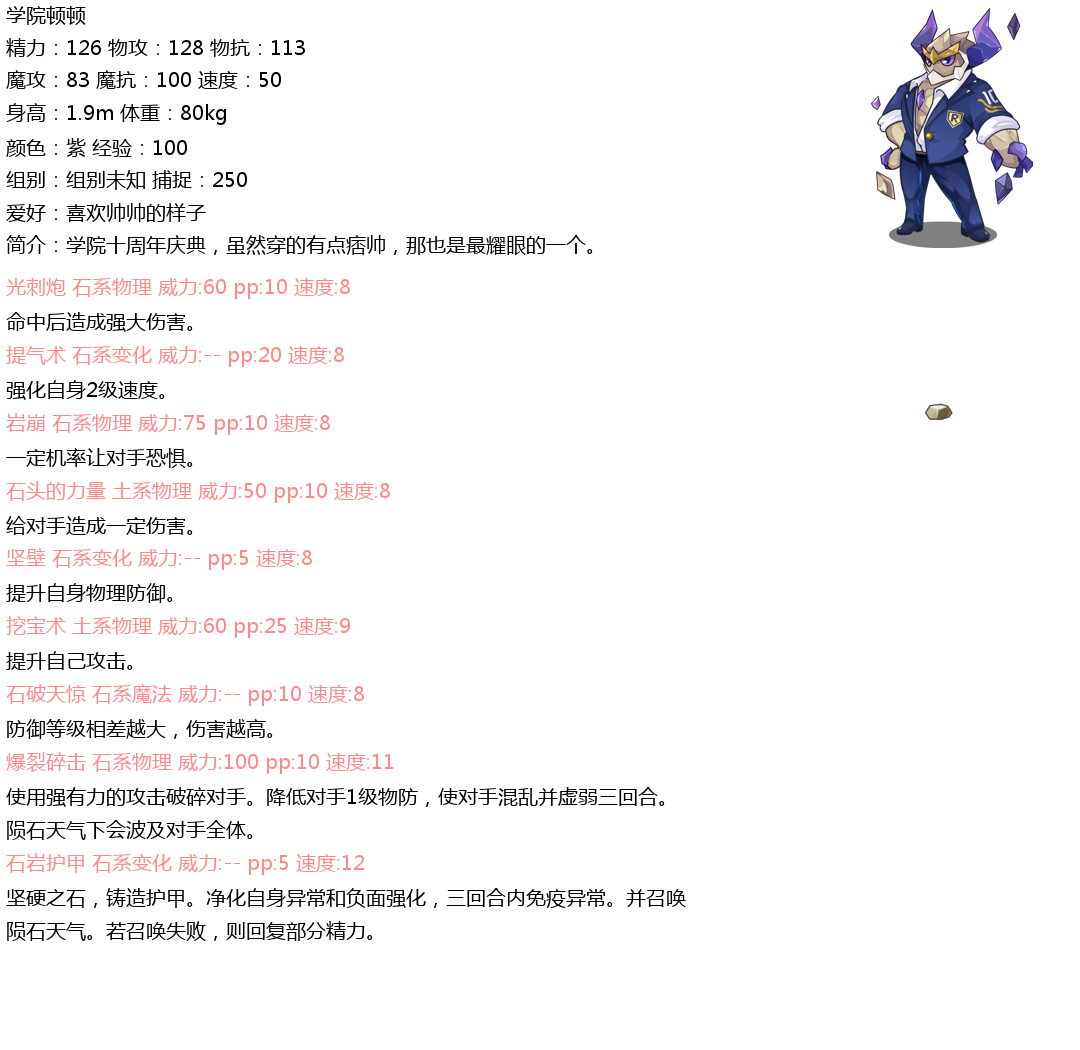 学院顿顿
精力：126 物攻：128 物抗：113
魔攻：83 魔抗：100 速度：50
身高：1.9m 体重：80kg
颜色：紫 经验：100
组别：组别未知 捕捉：250
爱好：喜欢帅帅的样子
简介：学院十周年庆典，虽然穿的有点痞帅，那也是最耀眼的一个。
光刺炮 石系物理 威力:60 pp:10 速度:8
命中后造成强大伤害。
提气术 石系变化 威力:-- pp:20 速度:8
强化自身2级速度。
岩崩 石系物理 威力:75 pp:10 速度:8
一定机率让对手恐惧。
石头的力量 土系物理 威力:50 pp:10 速度:8
给对手造成一定伤害。
坚壁 石系变化 威力:-- pp:5 速度:8
提升自身物理防御。
挖宝术 土系物理 威力:60 pp:25 速度:9
提升自己攻击。
石破天惊 石系魔法 威力:-- pp:10 速度:8
防御等级相差越大，伤害越高。
爆裂碎击 石系物理 威力:100 pp:10 速度:11
使用强有力的攻击破碎对手。降低对手1级物防，使对手混乱并虚弱三回合。
陨石天气下会波及对手全体。
石岩护甲 石系变化 威力:-- pp:5 速度:12
坚硬之石，铸造护甲。净化自身异常和负面强化，三回合内免疫异常。并召唤
陨石天气。若召唤失败，则回复部分精力。
R